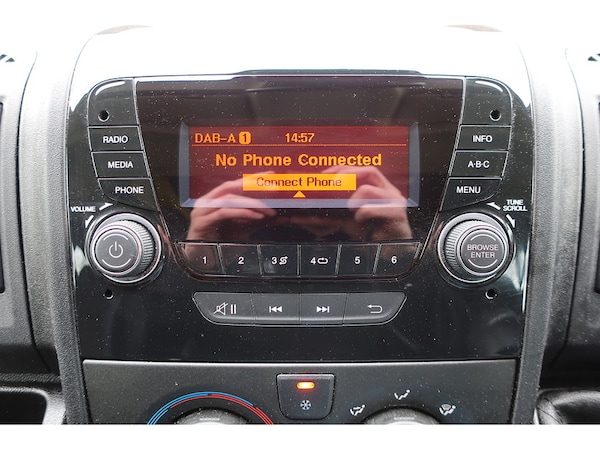 DAB-A 1 14:57
No Phone Connected
Connect Phone
RADIO
MEDIA
PHONE
INFO
A·B·C
MENU
VOLUME
TUNE
SCROLL
BROWSE
ENTER
1 2 3 4 5 6